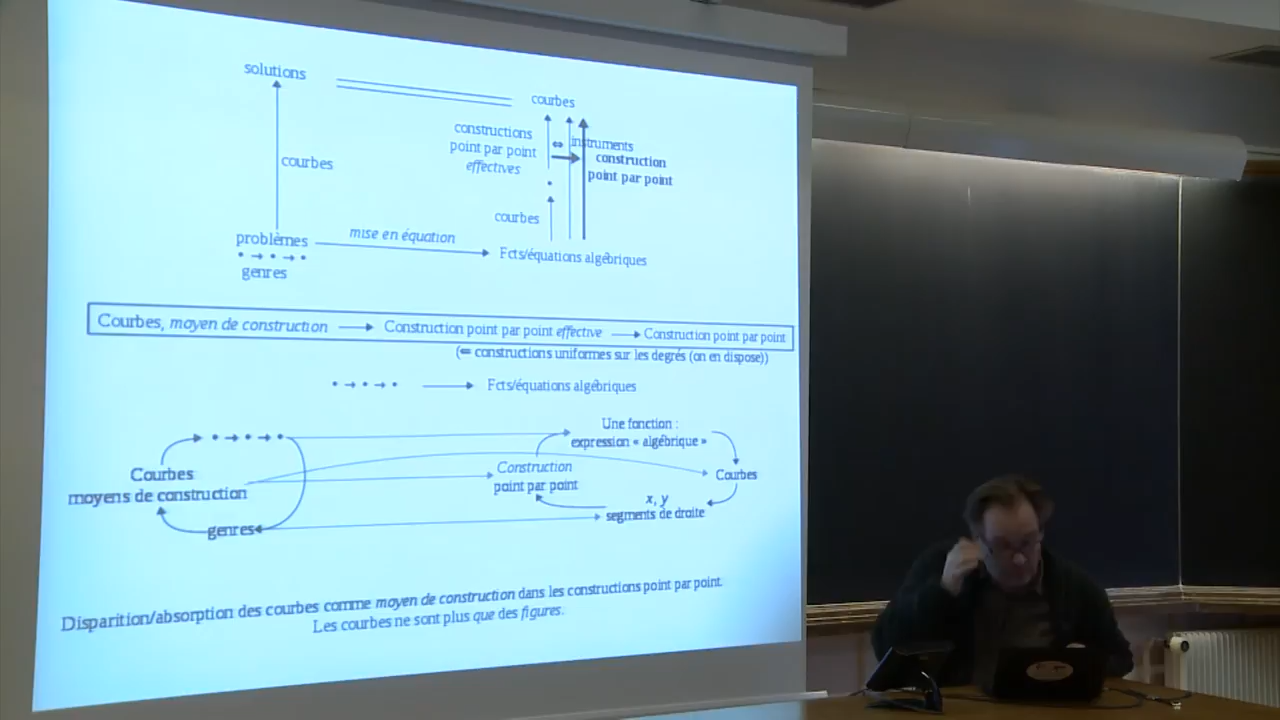 solutions
courbes
constructions
point par point
effectives
⇔ instruments
construction
point par point
courbes
courbes
problèmes
mise en équation
Fcts/équations algébriques
• → • → •
genres
Courbes, moyen de construction → Construction point par point effective → Construction point par point
(⇐ constructions uniformes sur les degrés (on en dispose))
• → • → • → Fcts/équations algébriques
Une fonction :
expression « algébrique »
• → • → •
Courbes
moyens de construction
Construction
point par point
Courbes
x, y
segments de droite
genres
Disparition/absorption des courbes comme moyen de construction dans les constructions point par point.
Les courbes ne sont plus que des figures.